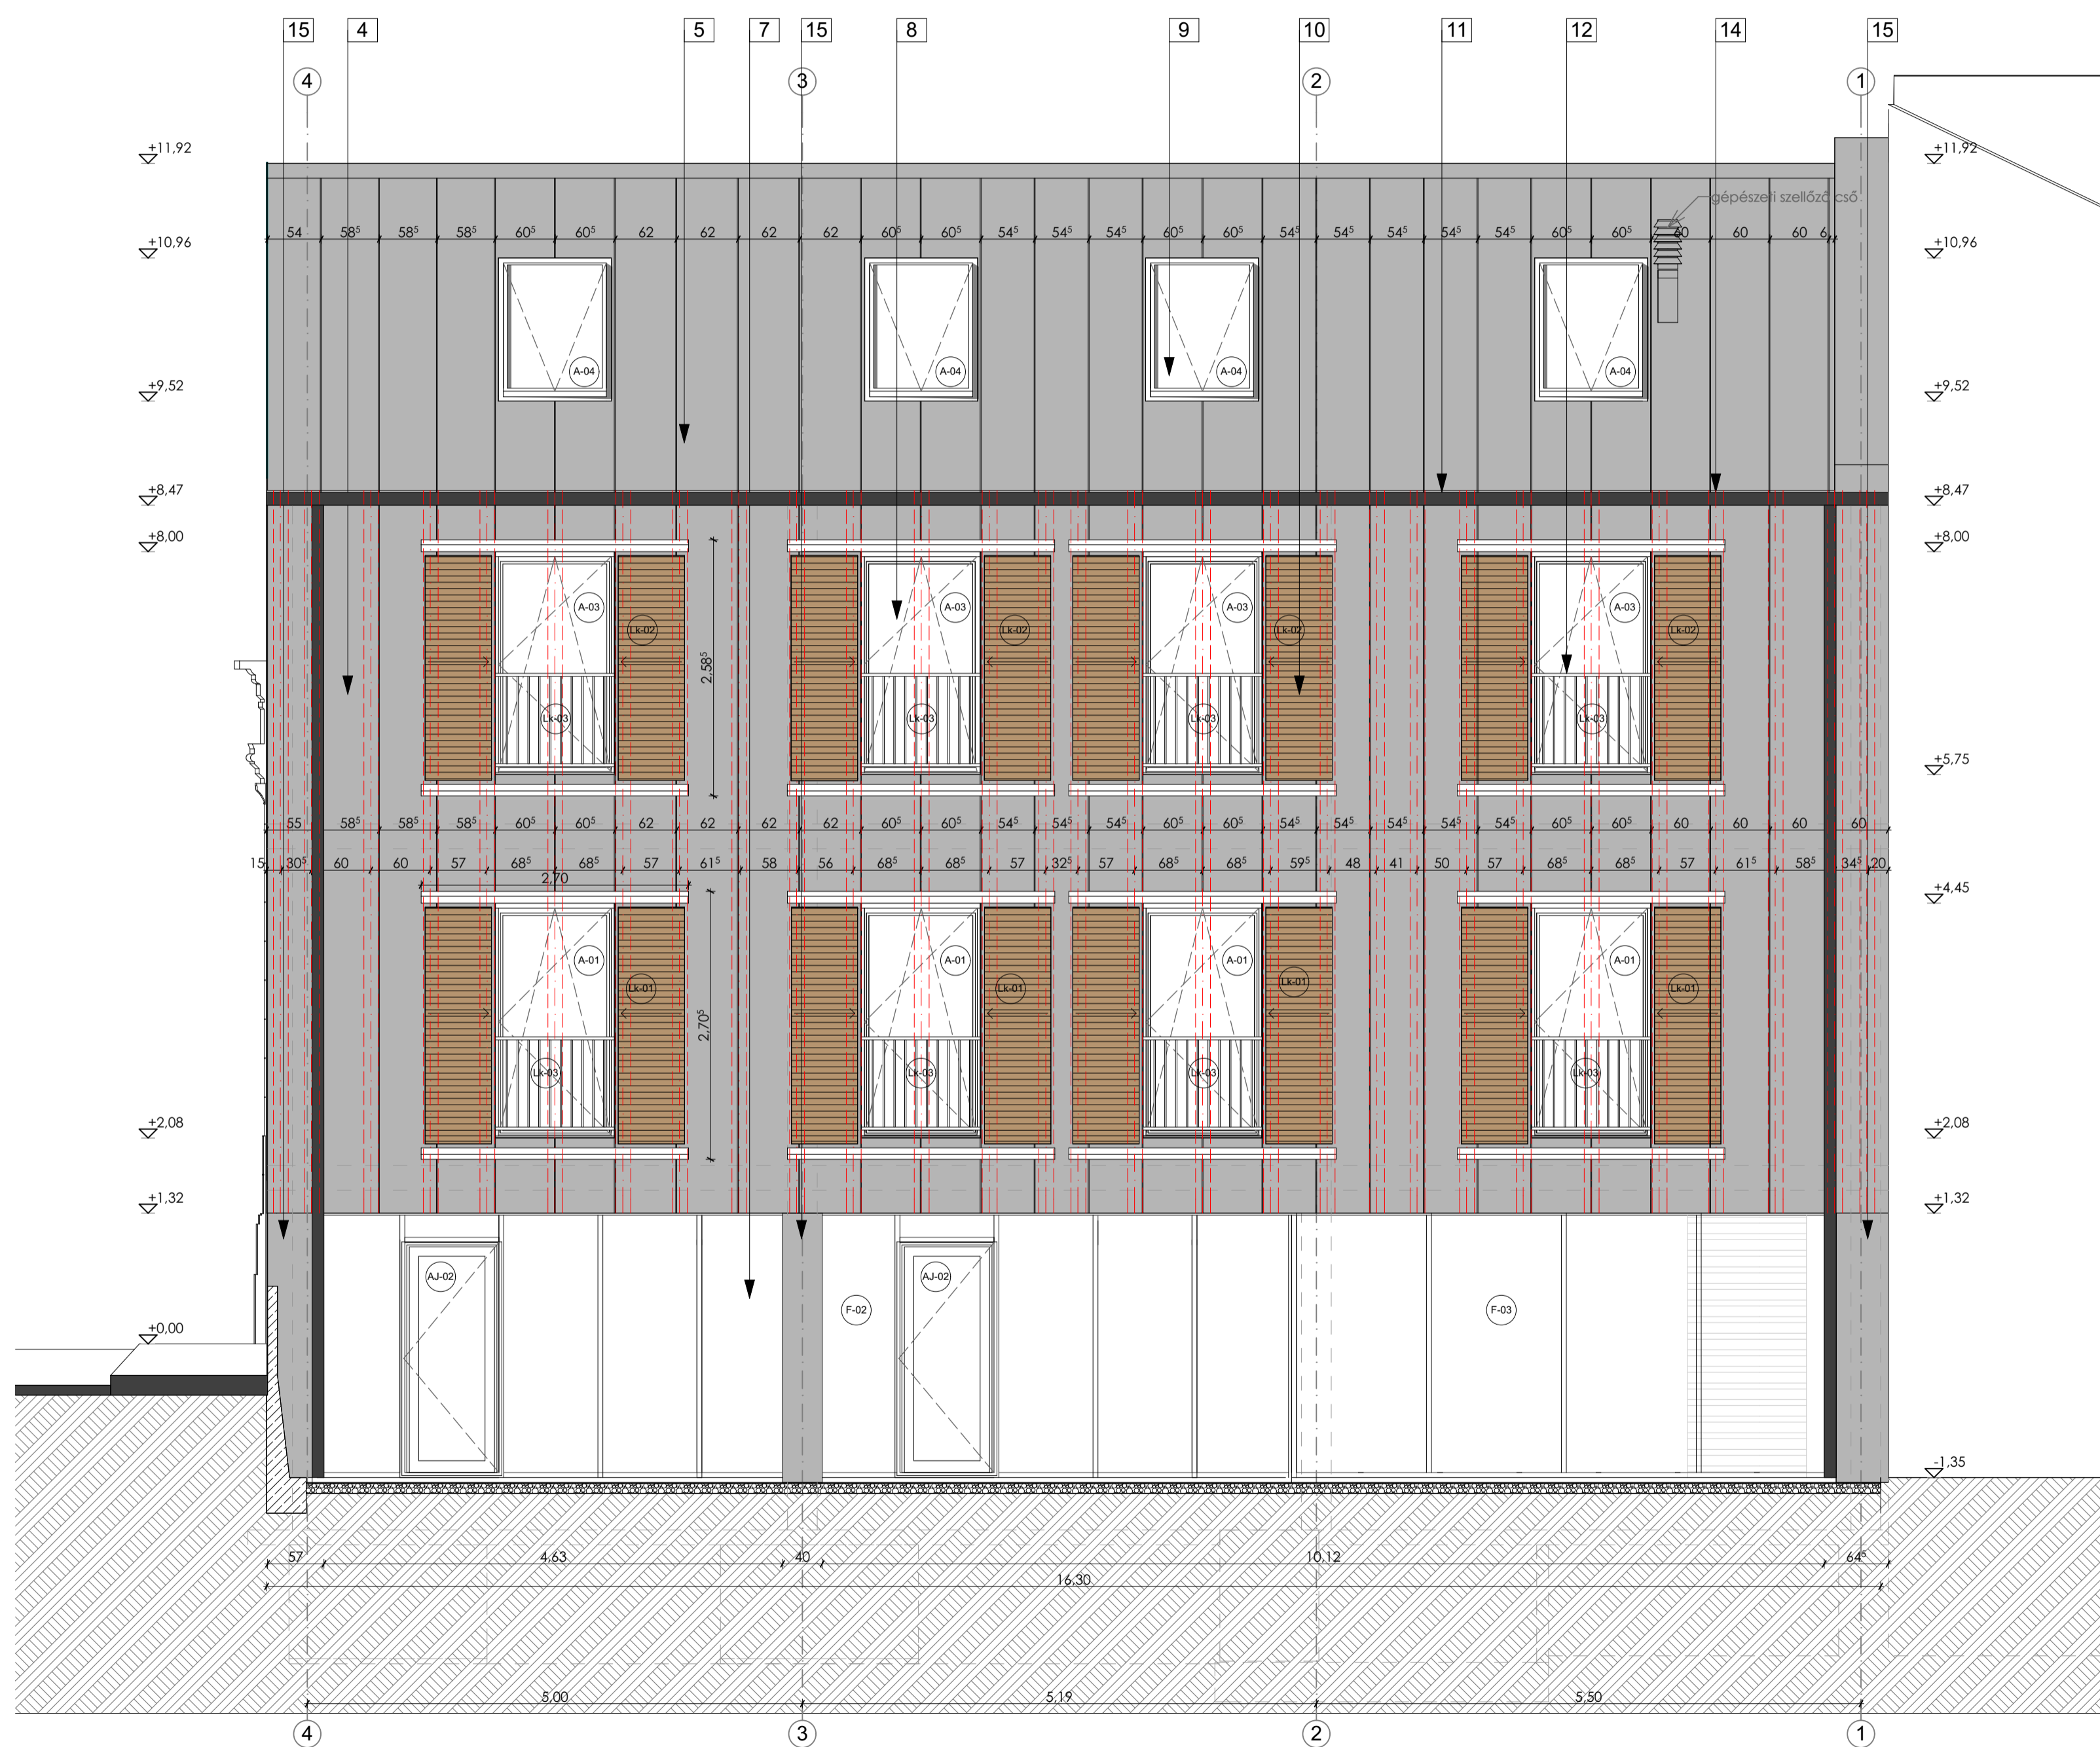 15 4 5 7 15 8 9 10 11 12 14 15
4 3 2 1
+11,92 +11,92
gépészeti szellőző cső
54 58⁵ 58⁵ 58⁵ 60⁵ 60⁵ 62 62 62 62 60⁵ 60⁵ 54⁵ 54⁵ 54⁵ 60⁵ 60⁵ 54⁵ 54⁵ 54⁵ 54⁵ 54⁵ 60⁵ 60⁵ 60 60 60 6
+10,96 +10,96
A-04 A-04 A-04 A-04
+9,52 +9,52
+8,47 +8,47
+8,00 +8,00
A-03 A-03 A-03 A-03
Lk-02 Lk-02 Lk-02 Lk-02
2,58⁵
Lk-03 Lk-03 Lk-03 Lk-03
+5,75 +5,75
55 58⁵ 58⁵ 58⁵ 60⁵ 60⁵ 62 62 62 62 60⁵ 60⁵ 54⁵ 54⁵ 54⁵ 60⁵ 60⁵ 54⁵ 54⁵ 54⁵ 54⁵ 54⁵ 60⁵ 60⁵ 60 60 60 60
15 30⁵ 60 60 57 68⁵ 68⁵ 57 61⁵ 58 56 68⁵ 68⁵ 57 32⁵ 57 68⁵ 68⁵ 59⁵ 48 41 50 57 68⁵ 68⁵ 57 61⁵ 58⁵ 34⁵ 20
2,70
+4,45 +4,45
A-01 A-01 A-01 A-01
Lk-01 Lk-01 Lk-01 Lk-01
2,70⁵
Lk-03 Lk-03 Lk-03 Lk-03
+2,08 +2,08
+1,32 +1,32
AJ-02 AJ-02
F-02 F-03
+0,00
-1,35
57 4,63 40 10,12 64⁵
16,30
5,00 5,19 5,50
4 3 2 1